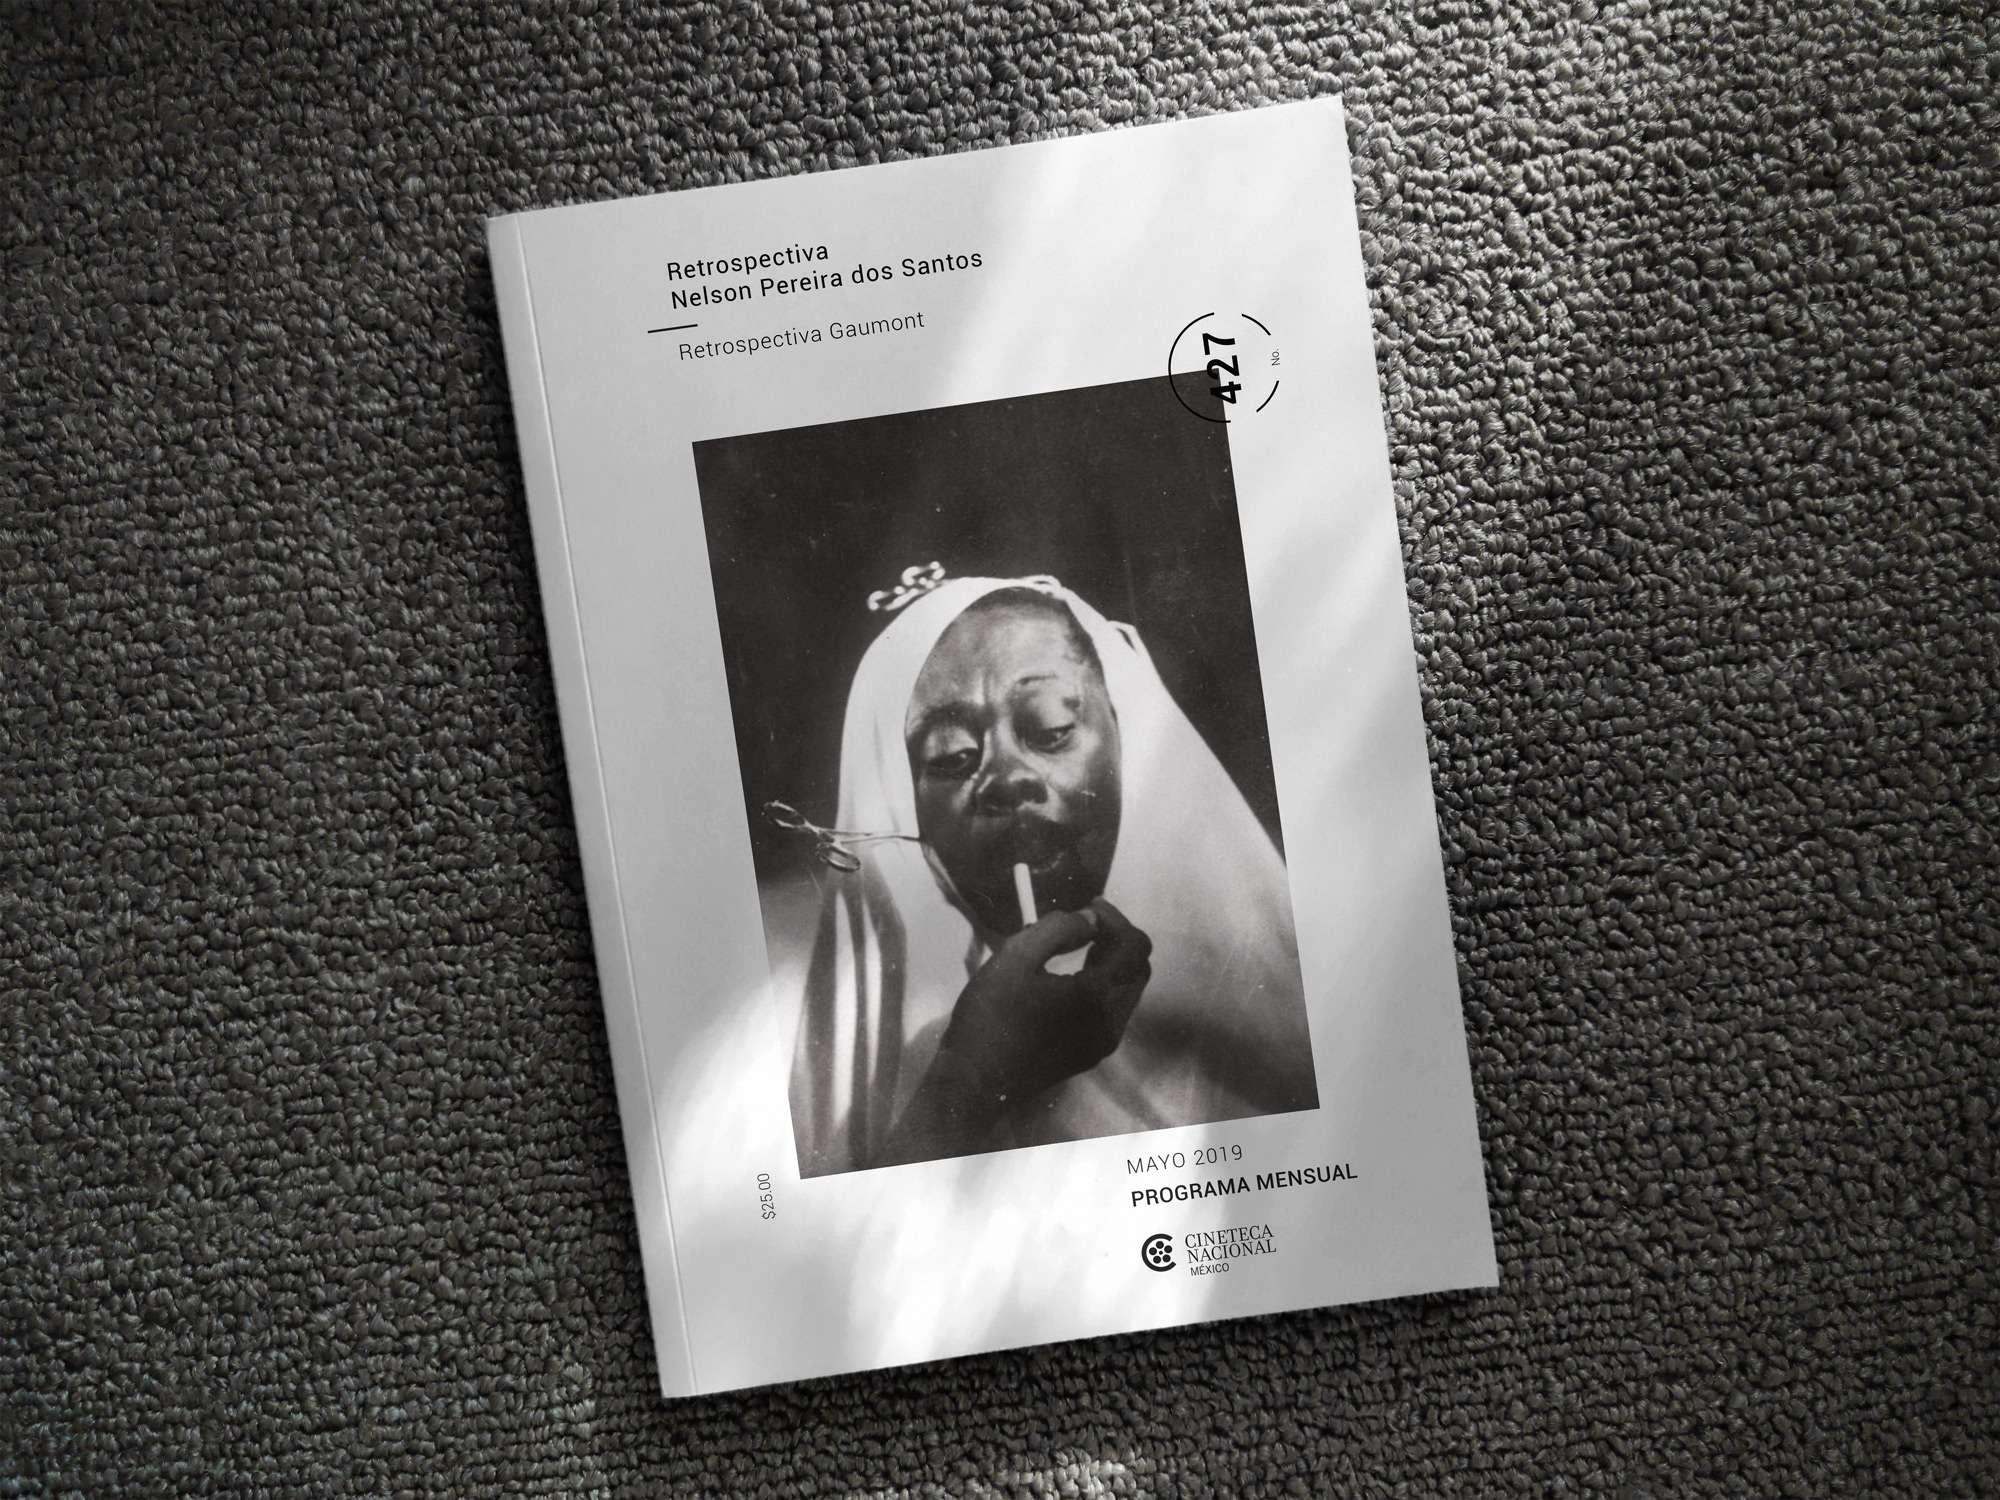 Retrospectiva
Nelson Pereira dos Santos
Retrospectiva Gaumont
No.
427
$25.00
MAYO 2019
PROGRAMA MENSUAL
CINETECA
NACIONAL
MÉXICO